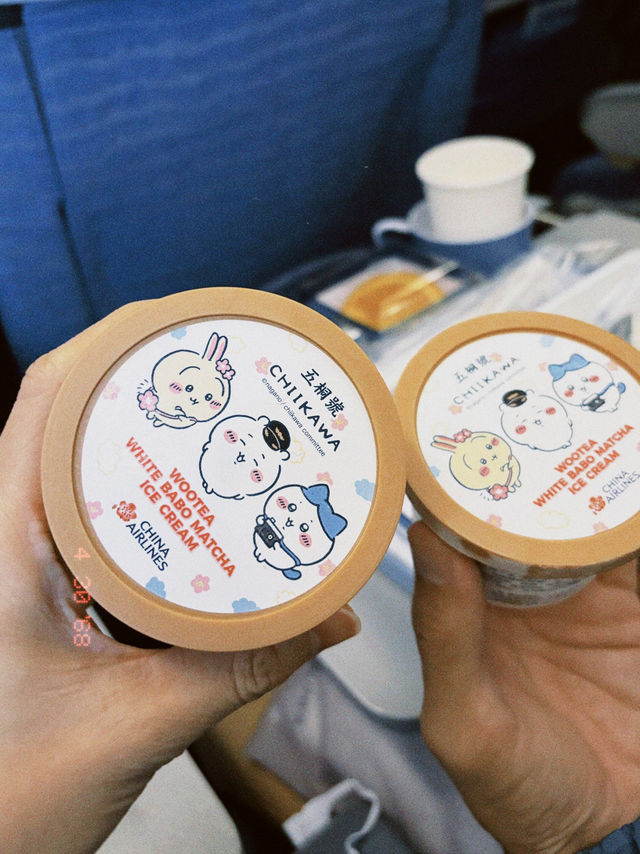 五桐號
CHIIKAWA
©nagano / chiikawa committee
WOOTEA
WHITE BABO MATCHA
ICE CREAM
CHINA
AIRLINES
五桐號
CHIIKAWA
WOOTEA
WHITE BABO MATCHA
ICE CREAM
CHINA
AIRLINES
4 30 '68